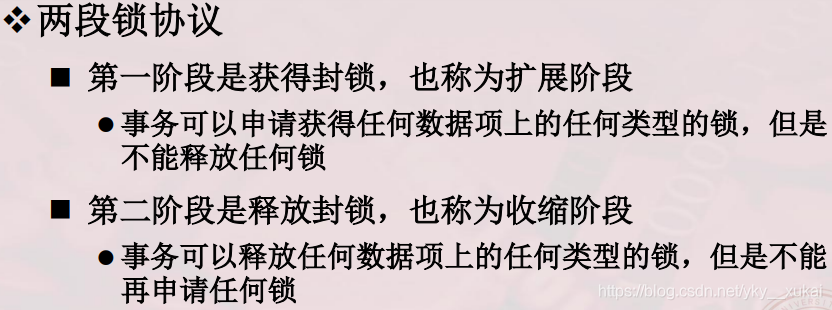 ❖两段锁协议
■ 第一阶段是获得封锁，也称为扩展阶段
●事务可以申请获得任何数据项上的任何类型的锁，但是
不能释放任何锁
■ 第二阶段是释放封锁，也称为收缩阶段
●事务可以释放任何数据项上的任何类型的锁，但是不能
再申请任何锁
https://blog.csdn.net/yky__xukai